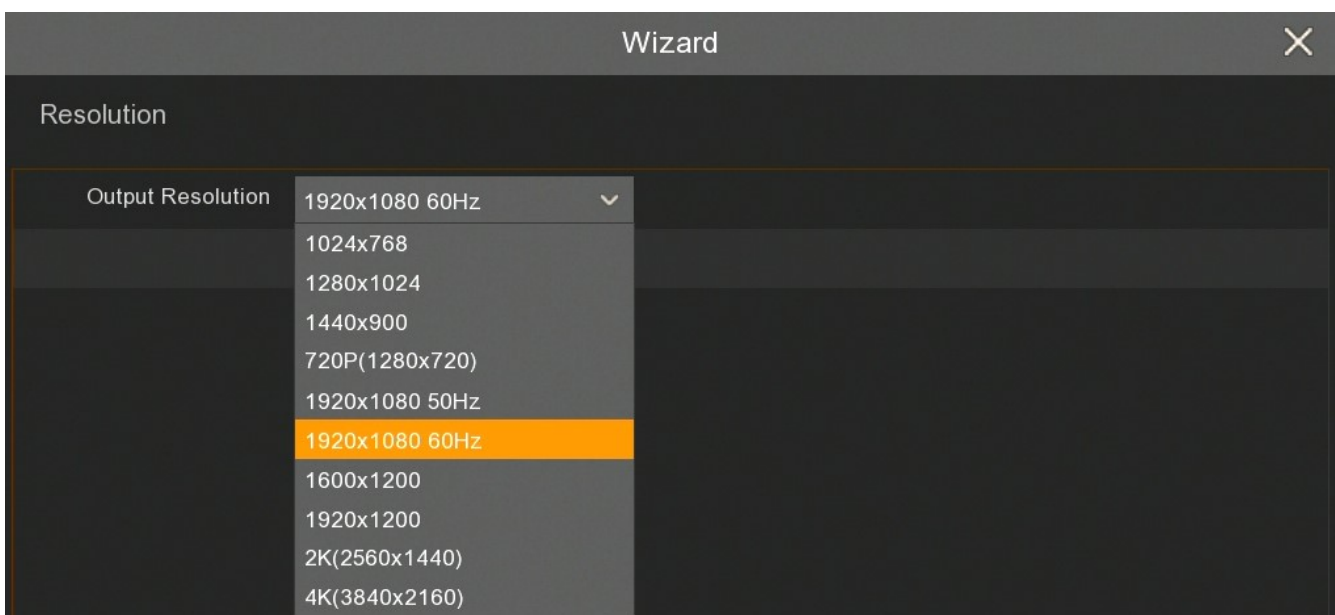 Wizard
Resolution
Output Resolution 1920x1080 60Hz
1024x768
1280x1024
1440x900
720P(1280x720)
1920x1080 50Hz
1920x1080 60Hz
1600x1200
1920x1200
2K(2560x1440)
4K(3840x2160)